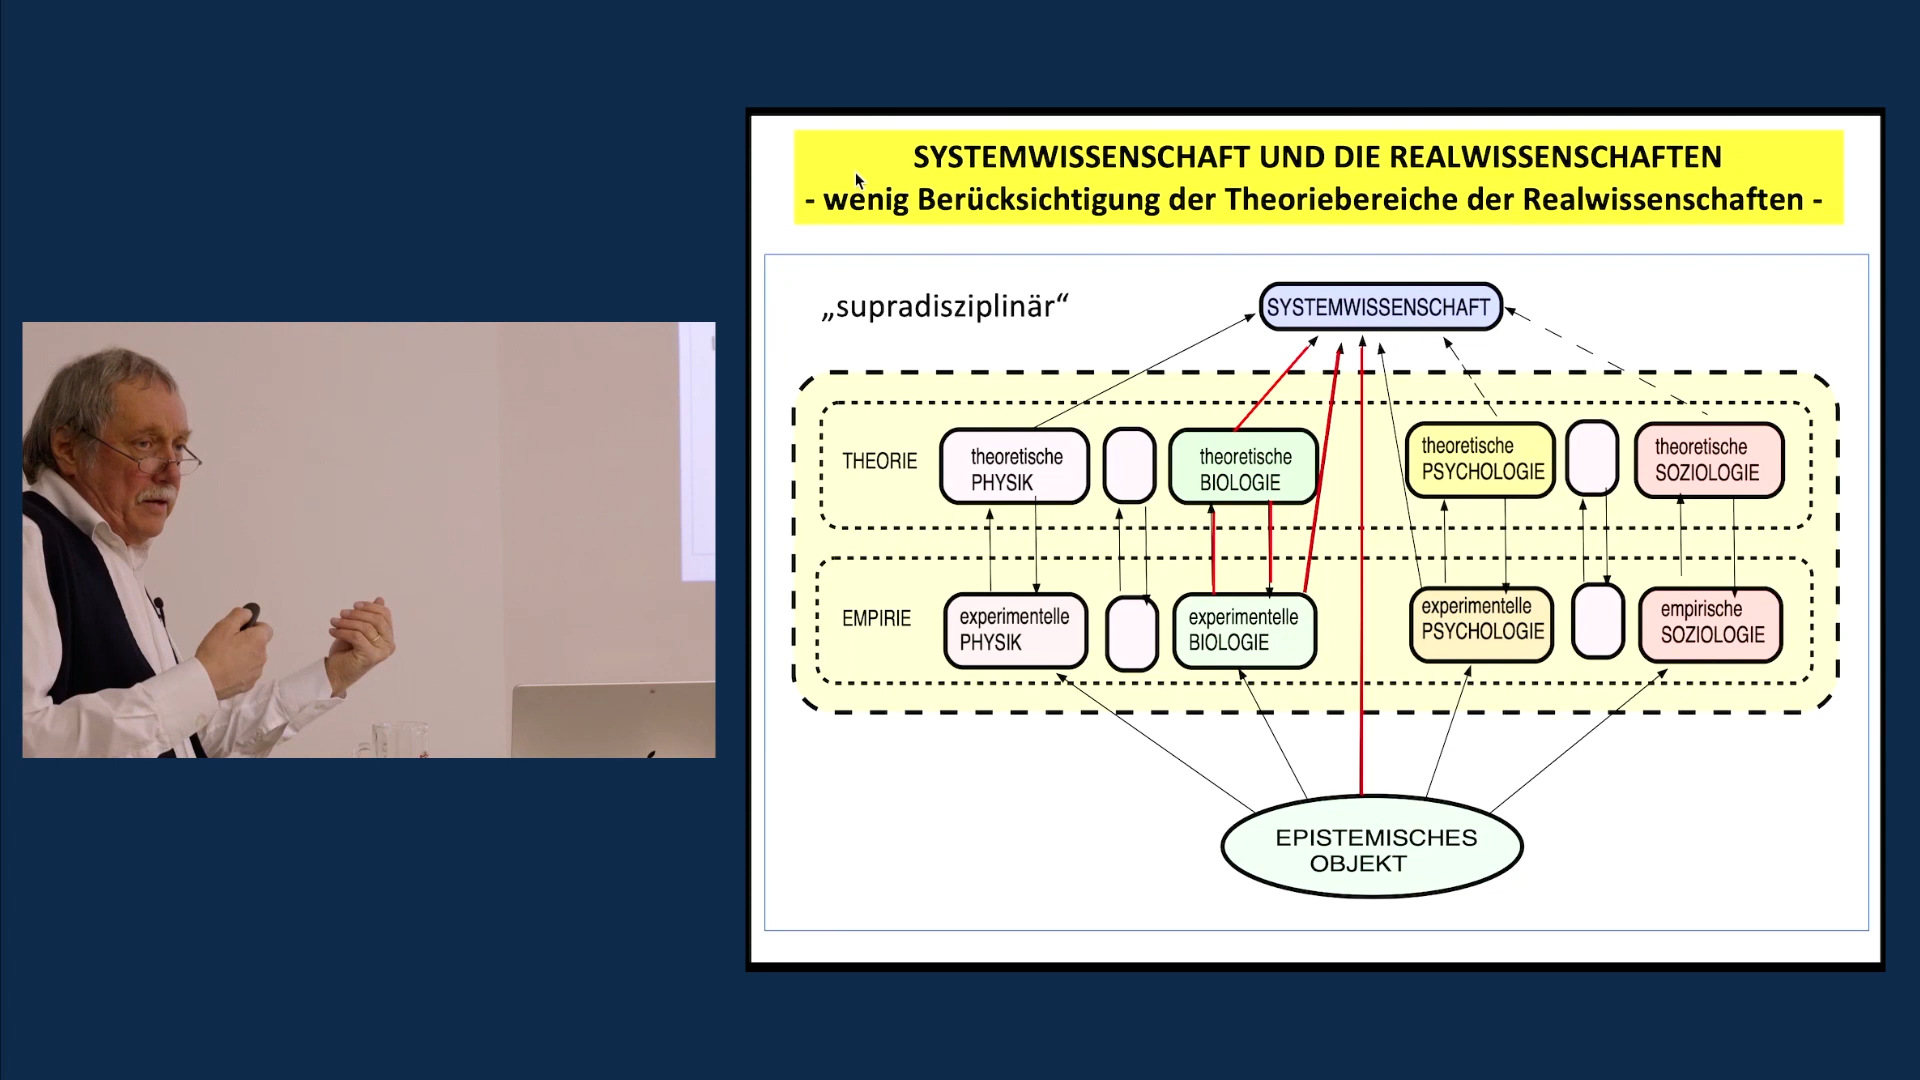 SYSTEMWISSENSCHAFT UND DIE REALWISSENSCHAFTEN
- wenig Berücksichtigung der Theoriebereiche der Realwissenschaften -
„supradisziplinär“
SYSTEMWISSENSCHAFT
THEORIE
theoretische
PHYSIK
theoretische
BIOLOGIE
theoretische
PSYCHOLOGIE
theoretische
SOZIOLOGIE
EMPIRIE
experimentelle
PHYSIK
experimentelle
BIOLOGIE
experimentelle
PSYCHOLOGIE
empirische
SOZIOLOGIE
EPISTEMISCHES
OBJEKT